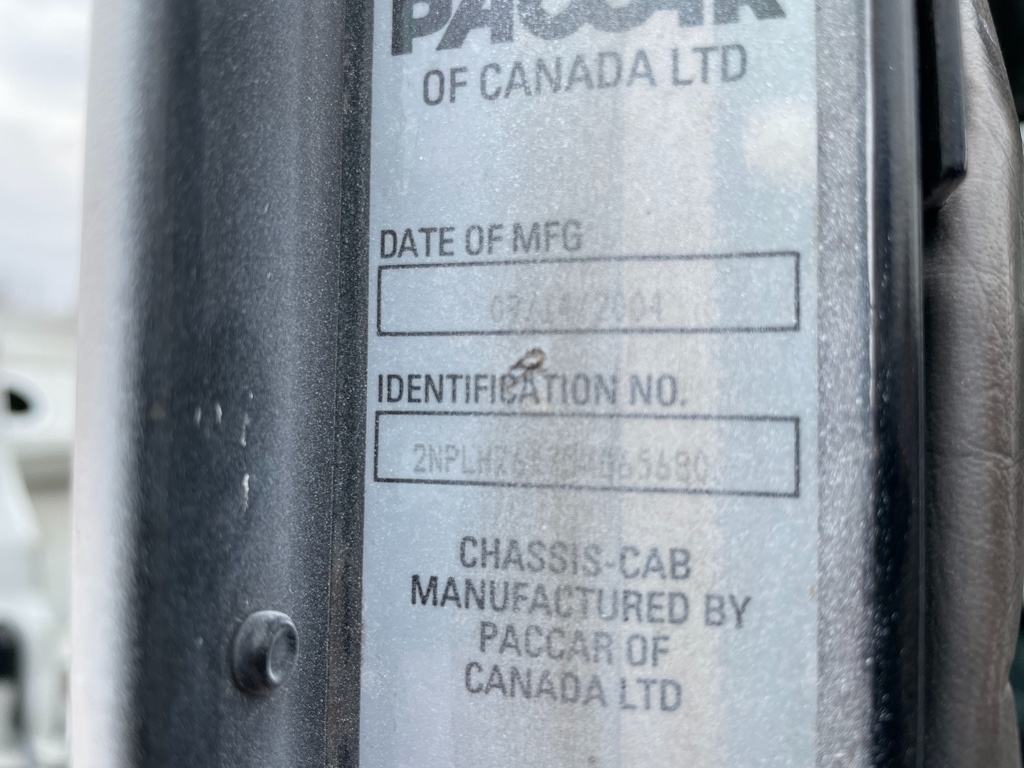 PACCAR
OF CANADA LTD
DATE OF MFG
IDENTIFICATION NO.
CHASSIS-CAB
MANUFACTURED BY
PACCAR OF
CANADA LTD